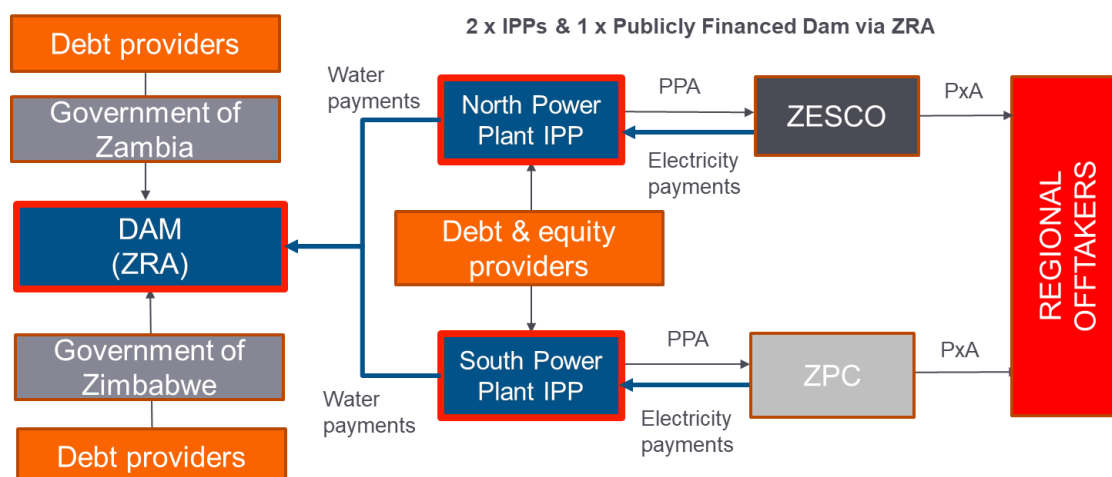 2 x IPPs & 1 x Publicly Financed Dam via ZRA
Debt providers
Government of
Zambia
DAM
(ZRA)
Government of
Zimbabwe
Debt providers
Water
payments
Water
payments
North Power
Plant IPP
Debt & equity
providers
South Power
Plant IPP
PPA
Electricity
payments
PPA
Electricity
payments
ZESCO
ZPC
PxA
PxA
REGIONAL
OFFTAKERS